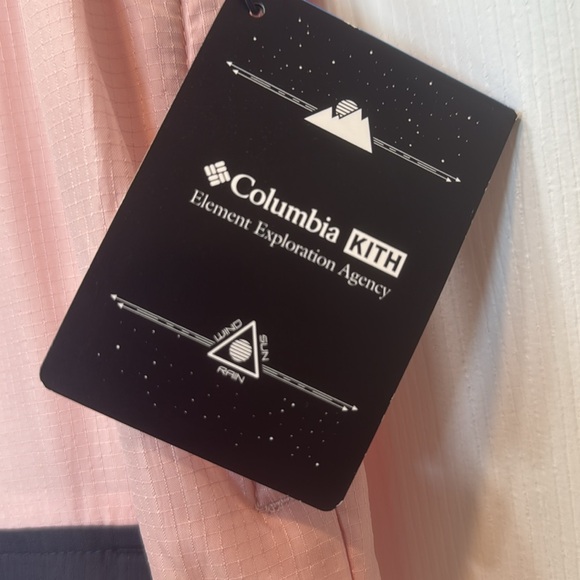 Columbia KITH
Element Exploration Agency
WIND
SUN
RAIN